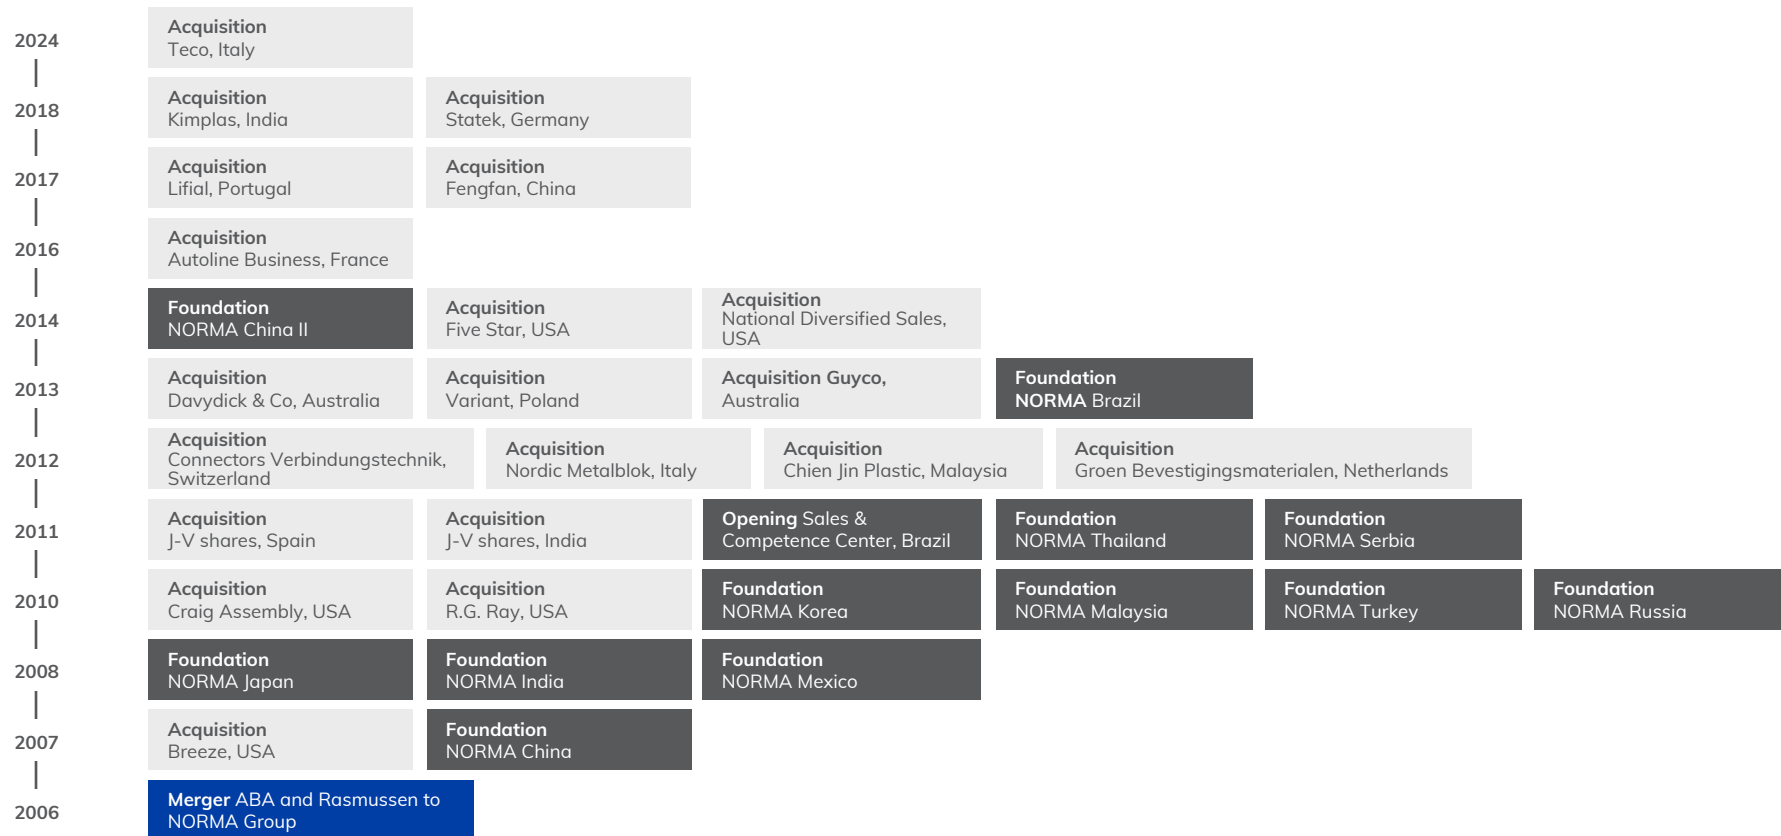 2024
Acquisition
Teco, Italy
2018
Acquisition
Kimplas, India
Acquisition
Statek, Germany
2017
Acquisition
Lifial, Portugal
Acquisition
Fengfan, China
2016
Acquisition
Autoline Business, France
2014
Foundation
NORMA China II
Acquisition
Five Star, USA
Acquisition
National Diversified Sales,
USA
2013
Acquisition
Davydick & Co, Australia
Acquisition
Variant, Poland
Acquisition Guyco,
Australia
Foundation
NORMA Brazil
2012
Acquisition
Connectors Verbindungstechnik,
Switzerland
Acquisition
Nordic Metalblok, Italy
Acquisition
Chien Jin Plastic, Malaysia
Acquisition
Groen Bevestigingsmaterialen, Netherlands
2011
Acquisition
J-V shares, Spain
Acquisition
J-V shares, India
Opening Sales &
Competence Center, Brazil
Foundation
NORMA Thailand
Foundation
NORMA Serbia
2010
Acquisition
Craig Assembly, USA
Acquisition
R.G. Ray, USA
Foundation
NORMA Korea
Foundation
NORMA Malaysia
Foundation
NORMA Turkey
Foundation
NORMA Russia
2008
Foundation
NORMA Japan
Foundation
NORMA India
Foundation
NORMA Mexico
2007
Acquisition
Breeze, USA
Foundation
NORMA China
2006
Merger ABA and Rasmussen to
NORMA Group